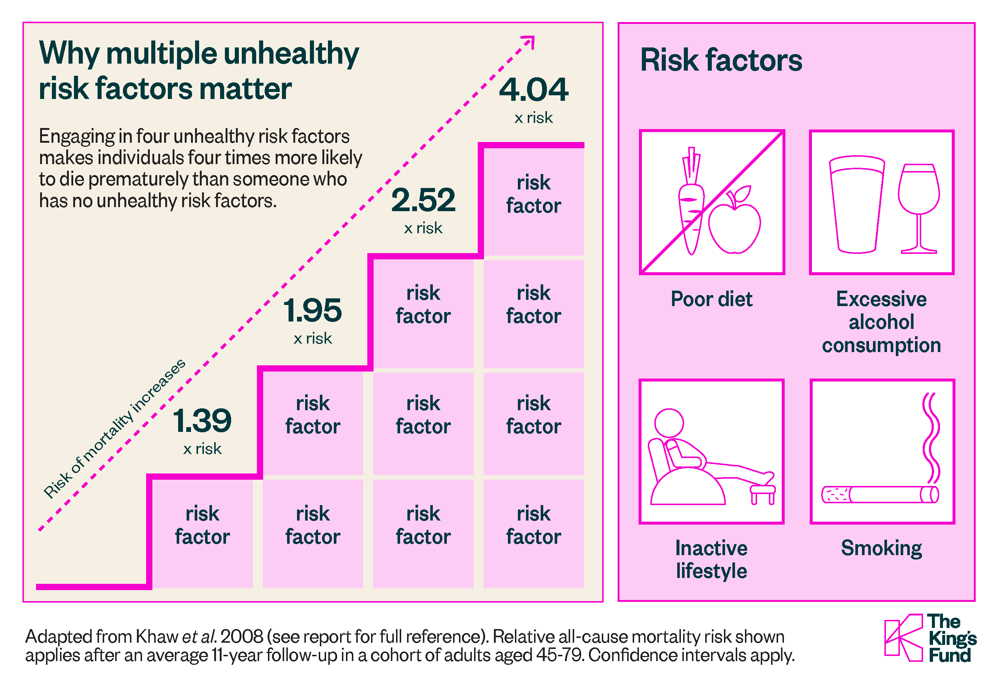 Why multiple unhealthy
risk factors matter
Engaging in four unhealthy risk factors
makes individuals four times more likely
to die prematurely than someone who
has no unhealthy risk factors.
Risk of mortality increases
1.39
x risk
1.95
x risk
2.52
x risk
4.04
x risk
risk
factor
risk
factor
risk
factor
risk
factor
risk
factor
risk
factor
risk
factor
risk
factor
risk
factor
risk
factor
Risk factors
Poor diet
Excessive
alcohol
consumption
Inactive
lifestyle
Smoking
Adapted from Khaw et al. 2008 (see report for full reference). Relative all-cause mortality risk shown
applies after an average 11-year follow-up in a cohort of adults aged 45-79. Confidence intervals apply.
The
King's
Fund